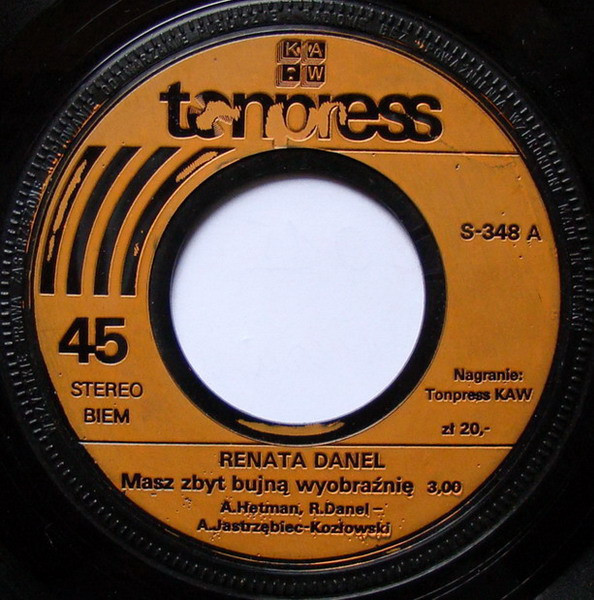 KAW
tonpress
S-348 A
45
STEREO
BIEM
Nagranie:
Tonpress KAW
zł 20,-
RENATA DANEL
Masz zbyt bujną wyobraźnię 3,00
A.Hetman, R.Danel –
A.Jastrzębiec-Kozłowski